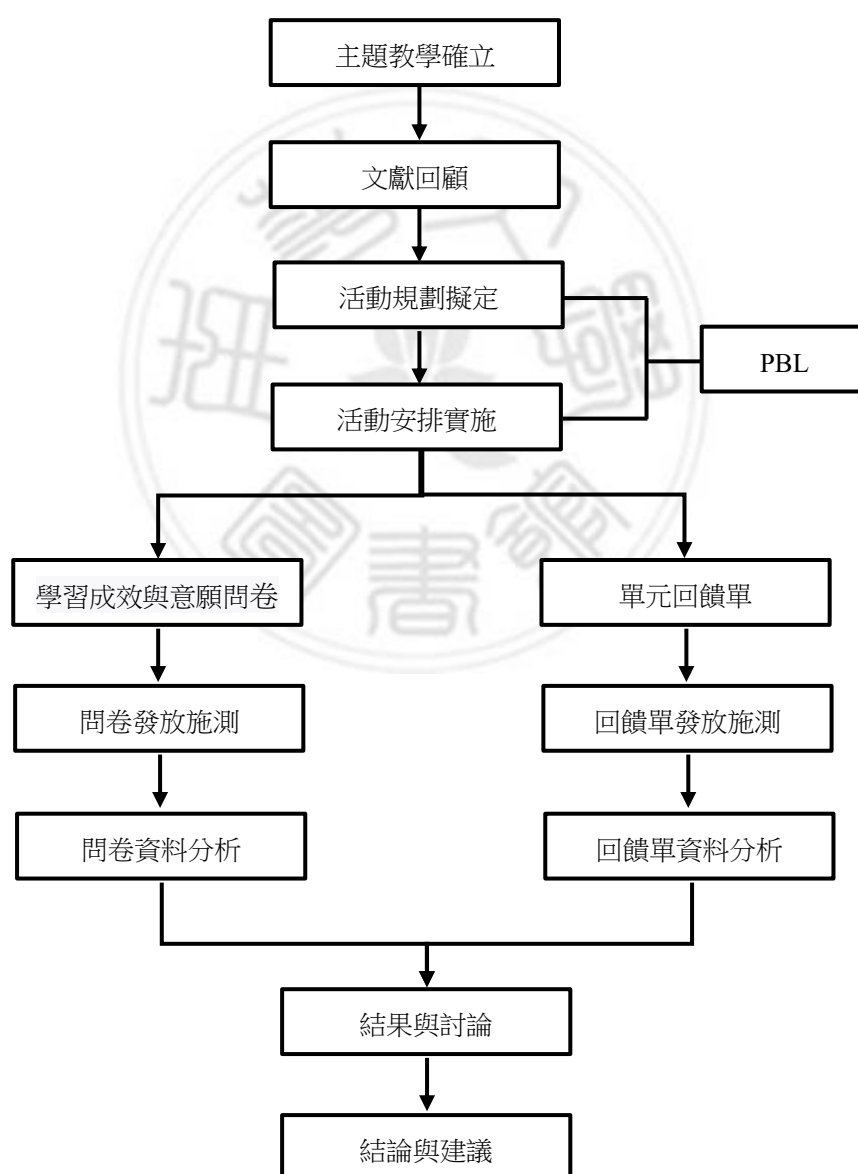 主題教學確立
文獻回顧
活動規劃擬定
PBL
活動安排實施
學習成效與意願問卷
單元回饋單
問卷發放施測
回饋單發放施測
問卷資料分析
回饋單資料分析
結果與討論
結論與建議